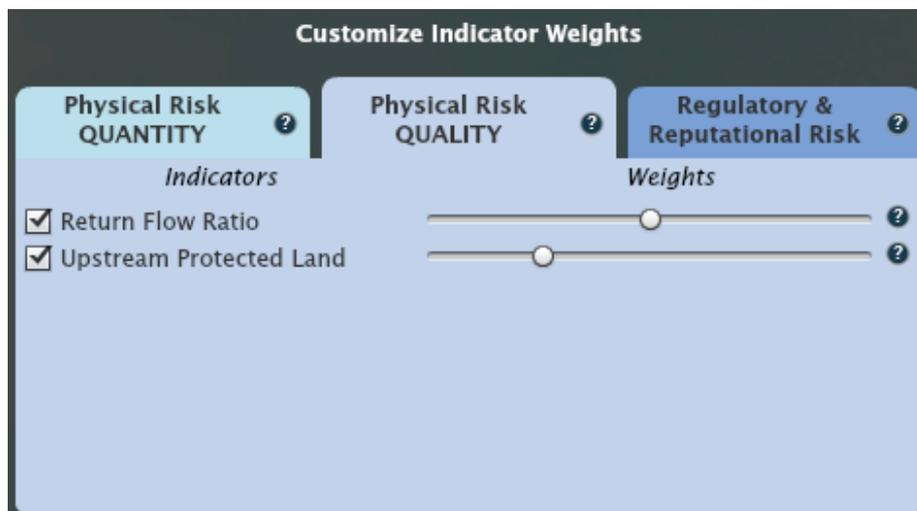 Customize Indicator Weights
Physical Risk
QUANTITY
?
Physical Risk
QUALITY
?
Regulatory &
Reputational Risk
?
Indicators
Weights
Return Flow Ratio
?
Upstream Protected Land
?